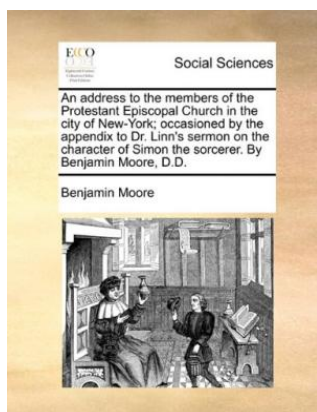 ECCO
Social Sciences
An address to the members of the
Protestant Episcopal Church in the
city of New-York; occasioned by the
appendix to Dr. Linn's sermon on the
character of Simon the sorcerer. By
Benjamin Moore, D.D.
Benjamin Moore